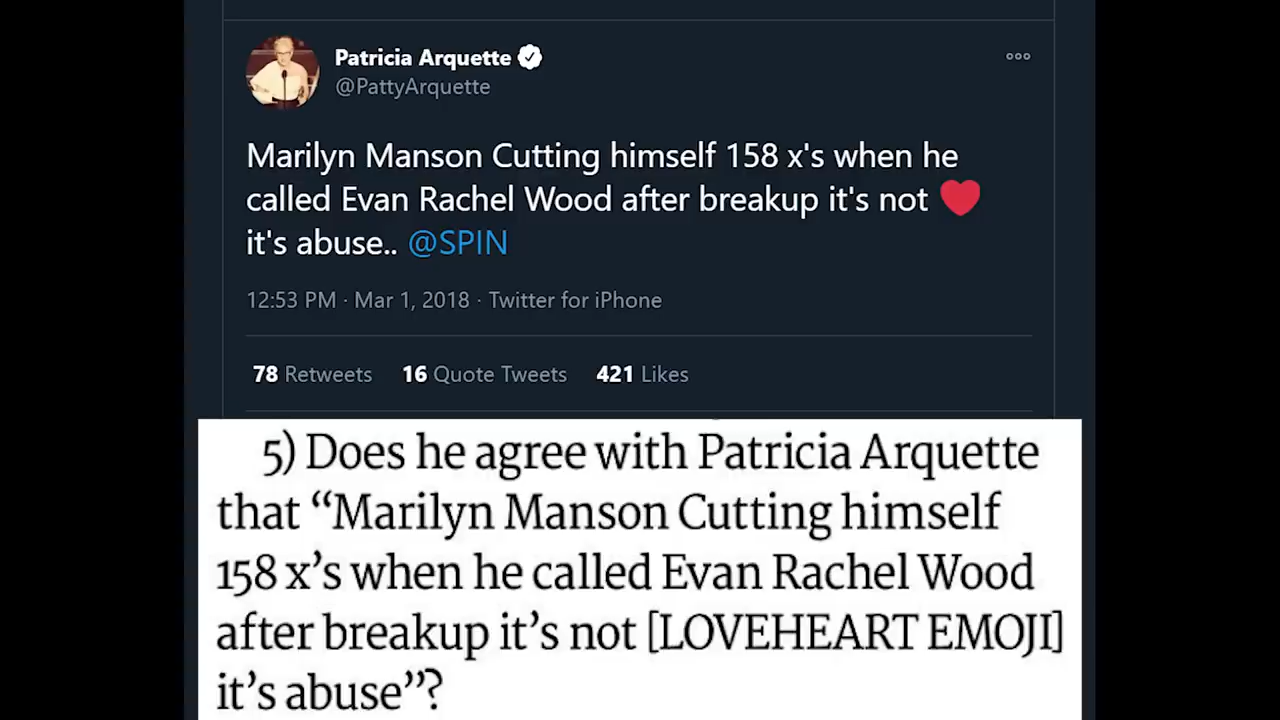 Patricia Arquette
@PattyArquette
Marilyn Manson Cutting himself 158 x's when he
called Evan Rachel Wood after breakup it's not ❤️
it's abuse.. @SPIN
12:53 PM · Mar 1, 2018 · Twitter for iPhone
78 Retweets 16 Quote Tweets 421 Likes
5) Does he agree with Patricia Arquette
that “Marilyn Manson Cutting himself
158 x’s when he called Evan Rachel Wood
after breakup it’s not [LOVEHEART EMOJI]
it’s abuse”?